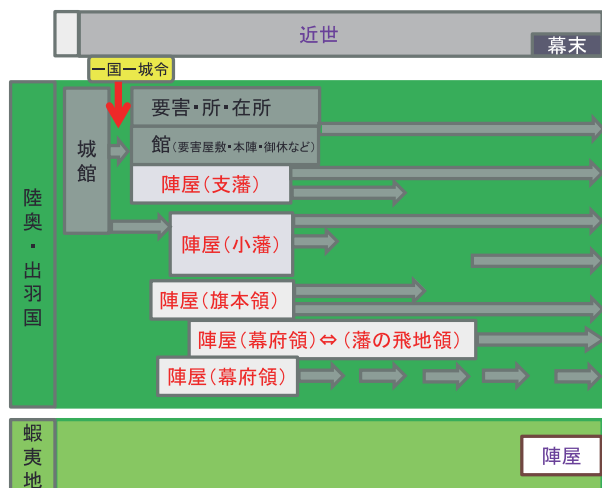 近世
幕末
一国一城令
陸奥・出羽国
城館
要害・所・在所
館(要害屋敷・本陣・御休など)
陣屋(支藩)
陣屋(小藩)
陣屋(旗本領)
陣屋(幕府領)⇔(藩の飛地領)
陣屋(幕府領)
蝦夷地
陣屋